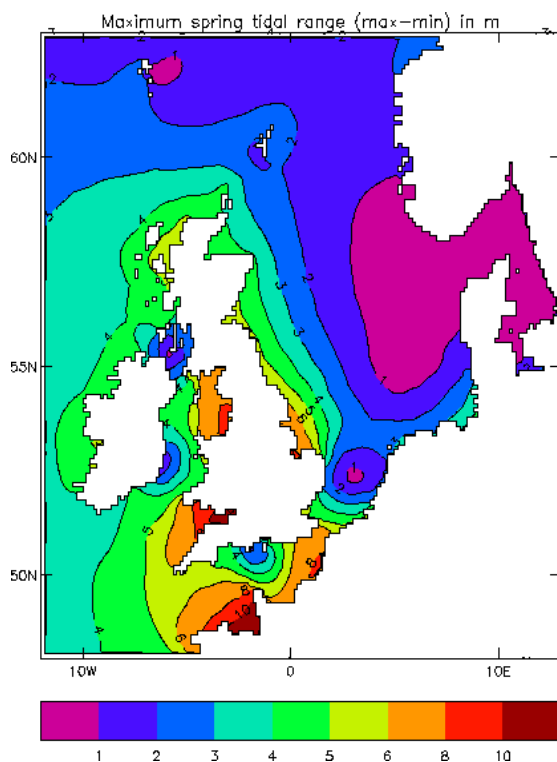 Maximum spring tidal range (max-min) in m
60N
55N
50N
10W 0 10E
1 2 3 4 5 6 8 10